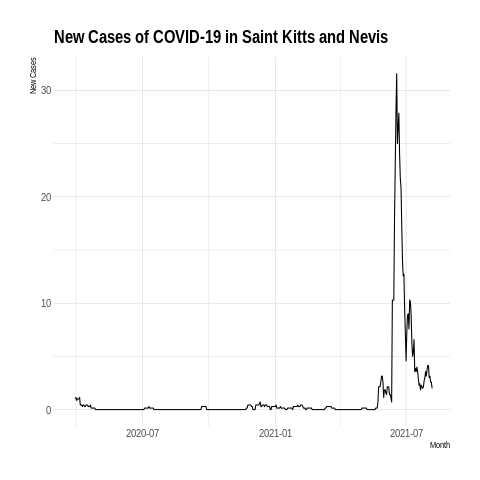 New Cases of COVID-19 in Saint Kitts and Nevis
New Cases
30
20
10
0
2020-07
2021-01
2021-07
Month